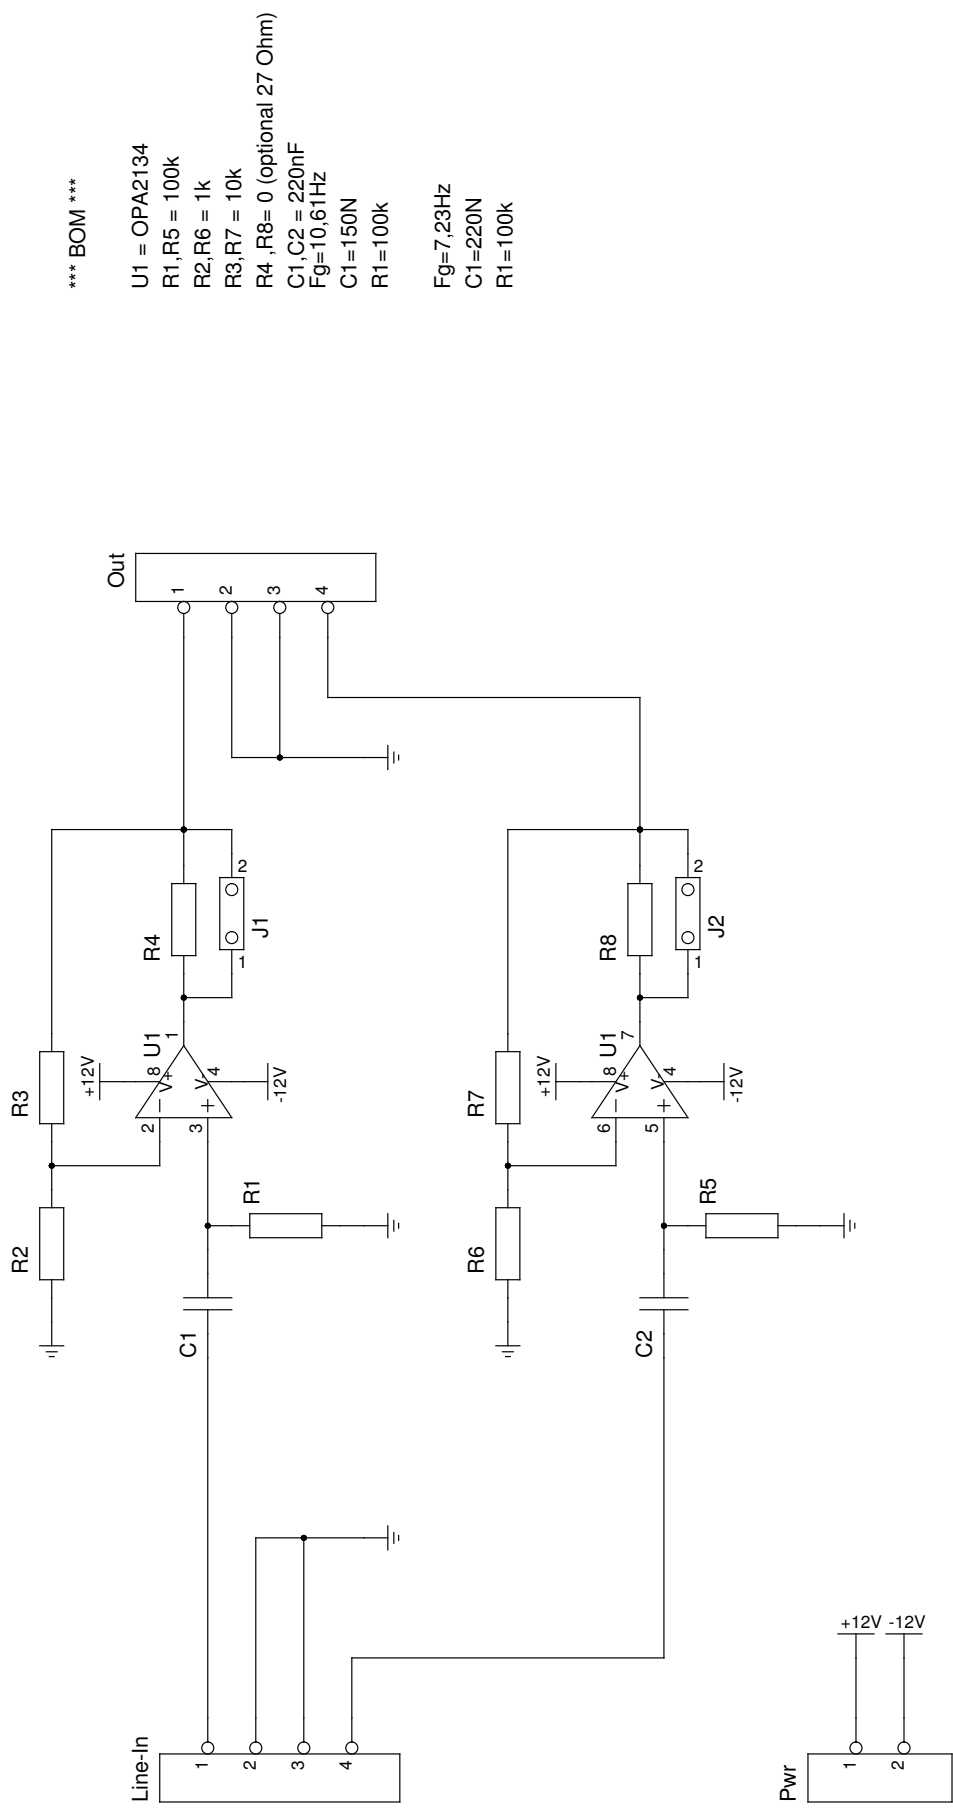 *** BOM ***
U1 = OPA2134
R1,R5 = 100k
R2,R6 = 1k
R3,R7 = 10k
R4 ,R8= 0 (optional 27 Ohm)
C1,C2 = 220nF
Fg=10,61Hz
C1=150N
R1=100k
Fg=7,23Hz
C1=220N
R1=100k
Line-In
1
2
3
4
C1
R1
R2
R3
+12V
-12V
2
3
8
4
V+
V-
U1
1
R4
J1
1
2
Out
1
2
3
4
C2
R5
R6
R7
+12V
-12V
6
5
8
4
V+
V-
U1
7
R8
J2
1
2
Pwr
1
2
+12V
-12V